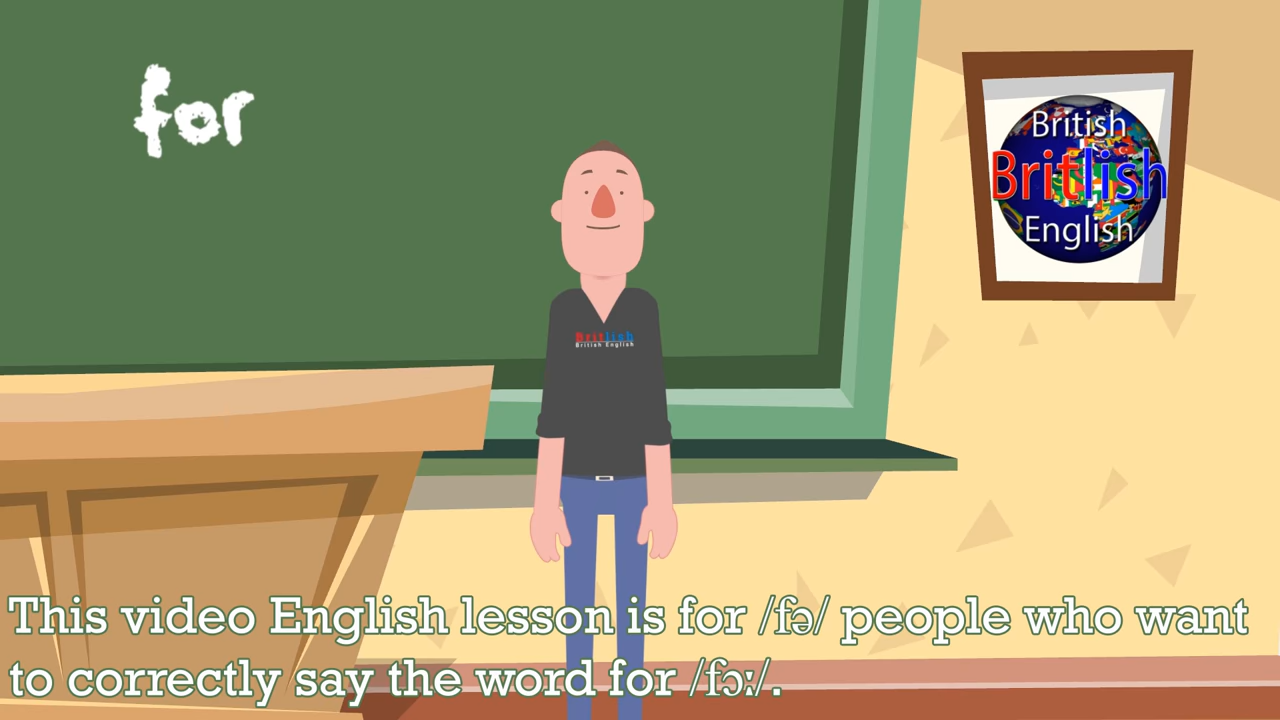 for
British
Britlish
English
Britlish
British English
This video English lesson is for /fə/ people who want
to correctly say the word for /fɔː/.